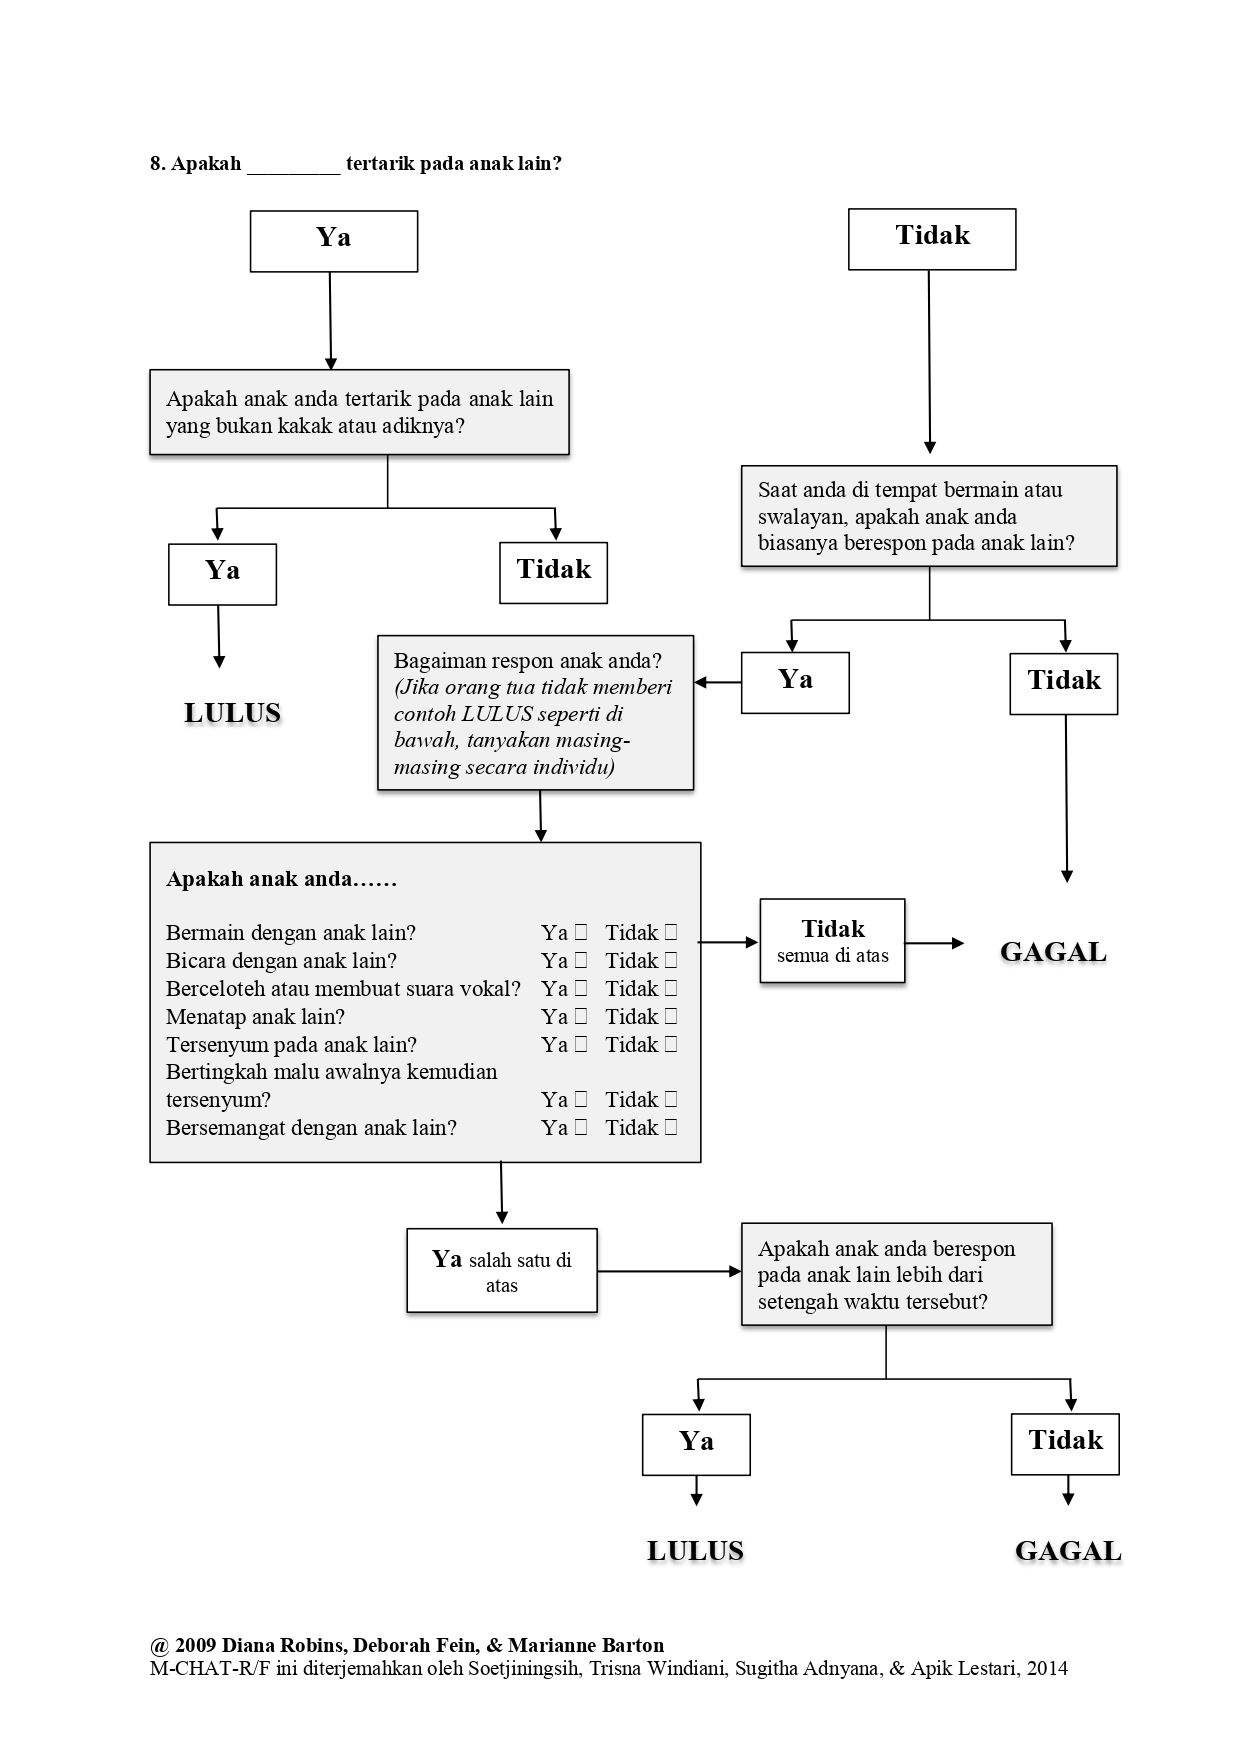 8. Apakah _________ tertarik pada anak lain?
Ya
Tidak
Apakah anak anda tertarik pada anak lain
yang bukan kakak atau adiknya?
Saat anda di tempat bermain atau
swalayan, apakah anak anda
biasanya berespon pada anak lain?
Ya
Tidak
Bagaiman respon anak anda?
(Jika orang tua tidak memberi
contoh LULUS seperti di
bawah, tanyakan masing-
masing secara individu)
Ya
Tidak
LULUS
Apakah anak anda……
Bermain dengan anak lain? Ya □ Tidak □
Bicara dengan anak lain? Ya □ Tidak □
Berceloteh atau membuat suara vokal? Ya □ Tidak □
Menatap anak lain? Ya □ Tidak □
Tersenyum pada anak lain? Ya □ Tidak □
Bertingkah malu awalnya kemudian
tersenyum? Ya □ Tidak □
Bersemangat dengan anak lain? Ya □ Tidak □
Tidak
semua di atas
GAGAL
Ya salah satu di
atas
Apakah anak anda berespon
pada anak lain lebih dari
setengah waktu tersebut?
Ya
Tidak
LULUS
GAGAL
@ 2009 Diana Robins, Deborah Fein, & Marianne Barton
M-CHAT-R/F ini diterjemahkan oleh Soetjiningsih, Trisna Windiani, Sugitha Adnyana, & Apik Lestari, 2014